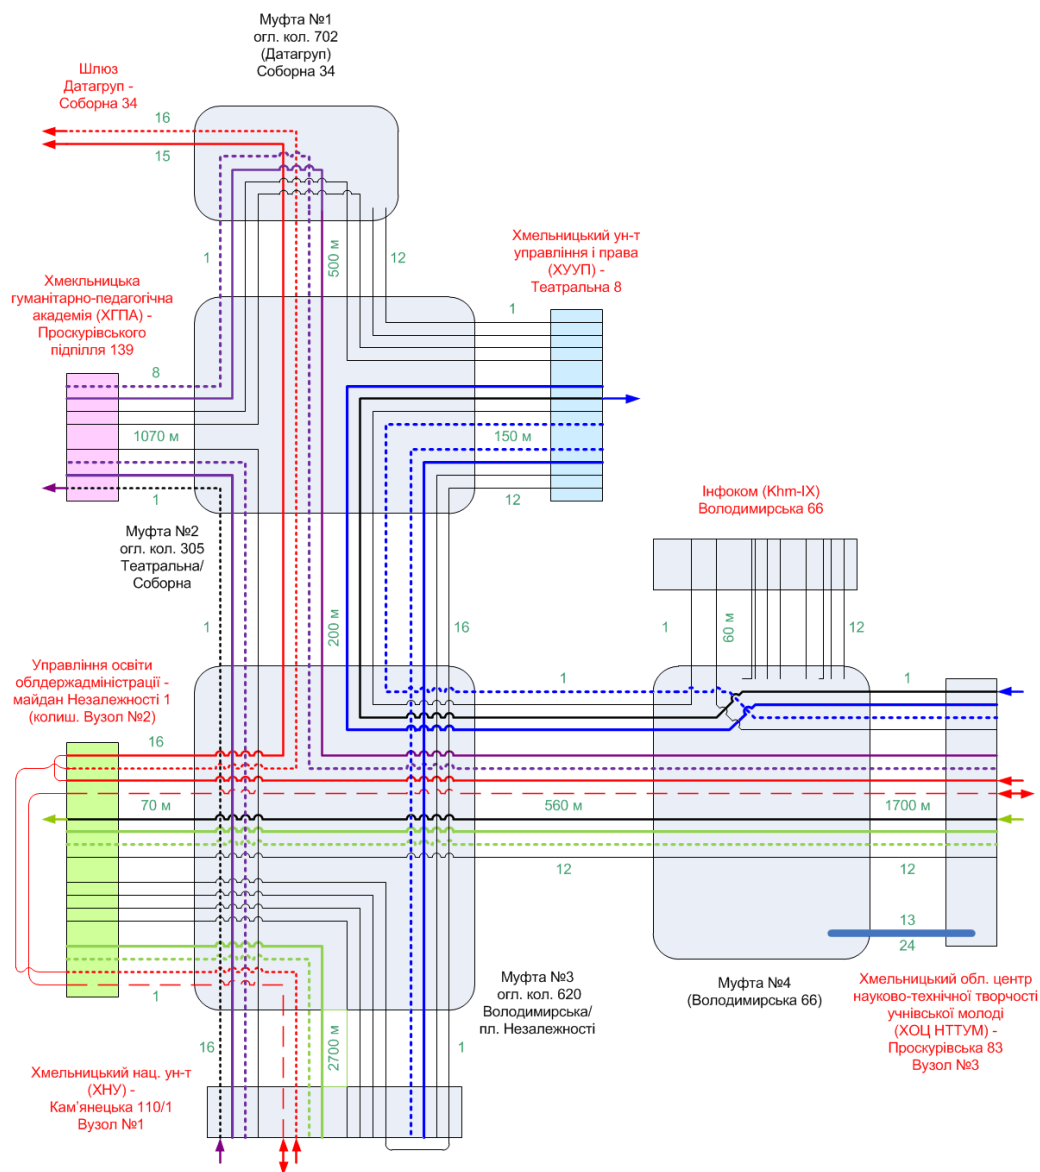 Муфта №1
огл. кол. 702
(Датагруп)
Соборна 34
Шлюз
Датагруп -
Соборна 34
16
15
1
500 м
12
Хмельницький ун-т
управління і права
(ХУУП) -
Театральна 8
Хмекльницька
гуманітарно-педагогічна
академія (ХГПА) -
Проскурівського
підпілля 139
1
8
1070 м
150 м
1
12
Інфоком (Khm-IX)
Володимирська 66
Муфта №2
огл. кол. 305
Театральна/
Соборна
1
200 м
16
1
60 м
12
Управління освіти
облдержадміністрації -
майдан Незалежності 1
(колиш. Вузол №2)
1
1
16
70 м
560 м
1700 м
12
12
13
24
1
Муфта №3
огл. кол. 620
Володимирська/
пл. Незалежності
Муфта №4
(Володимирська 66)
Хмельницький обл. центр
науково-технічної творчості
учнівської молоді
(ХОЦ НТТУМ) -
Проскурівська 83
Вузол №3
16
2700 м
1
Хмельницький нац. ун-т
(ХНУ) -
Кам'янецька 110/1
Вузол №1